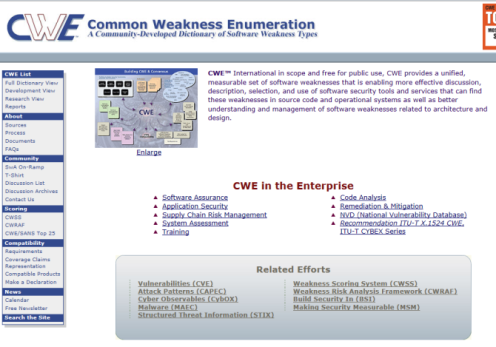 CWE
Common Weakness Enumeration
A Community-Developed Dictionary of Software Weakness Types
CWE List
Full Dictionary View
Development View
Research View
Reports
About
Sources
Process
Documents
FAQs
Community
SwA On-Ramp
T-Shirt
Discussion List
Discussion Archives
Contact Us
Scoring
CWSS
CWRAF
CWE/SANS Top 25
Compatibility
Requirements
Coverage Claims
Representation
Compatible Products
Make a Declaration
News
Calendar
Free Newsletter
Search the Site
CWE
Enlarge
CWE™ International in scope and free for public use, CWE provides a unified,
measurable set of software weaknesses that is enabling more effective discussion,
description, selection, and use of software security tools and services that can find
these weaknesses in source code and operational systems as well as better
understanding and management of software weaknesses related to architecture and
design.
CWE in the Enterprise
Software Assurance
Application Security
Supply Chain Risk Management
System Assessment
Training
Code Analysis
Remediation & Mitigation
NVD (National Vulnerability Database)
Recommendation ITU-T X.1524 CWE,
ITU-T CYBEX Series
Related Efforts
Vulnerabilities (CVE)
Attack Patterns (CAPEC)
Cyber Observables (CybOX)
Malware (MAEC)
Structured Threat Information (STIX)
Weakness Scoring System (CWSS)
Weakness Risk Analysis Framework (CWRAF)
Build Security In (BSI)
Making Security Measurable (MSM)